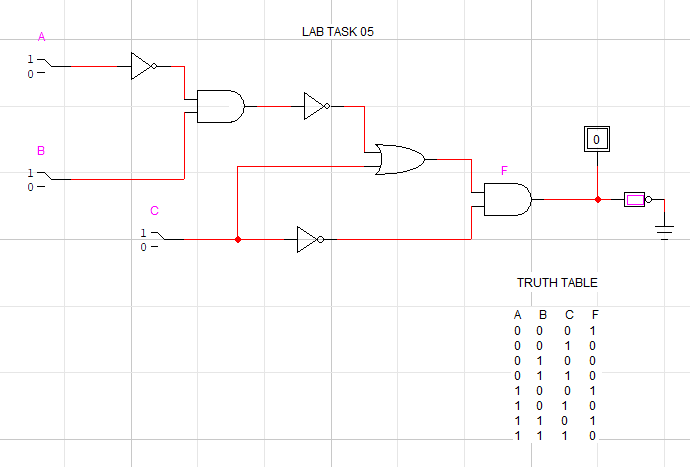 LAB TASK 05
A
1
0
B
1
0
C
1
0
F
0
TRUTH TABLE
A B C F
0 0 0 1
0 0 1 0
0 1 0 0
0 1 1 0
1 0 0 1
1 0 1 0
1 1 0 1
1 1 1 0